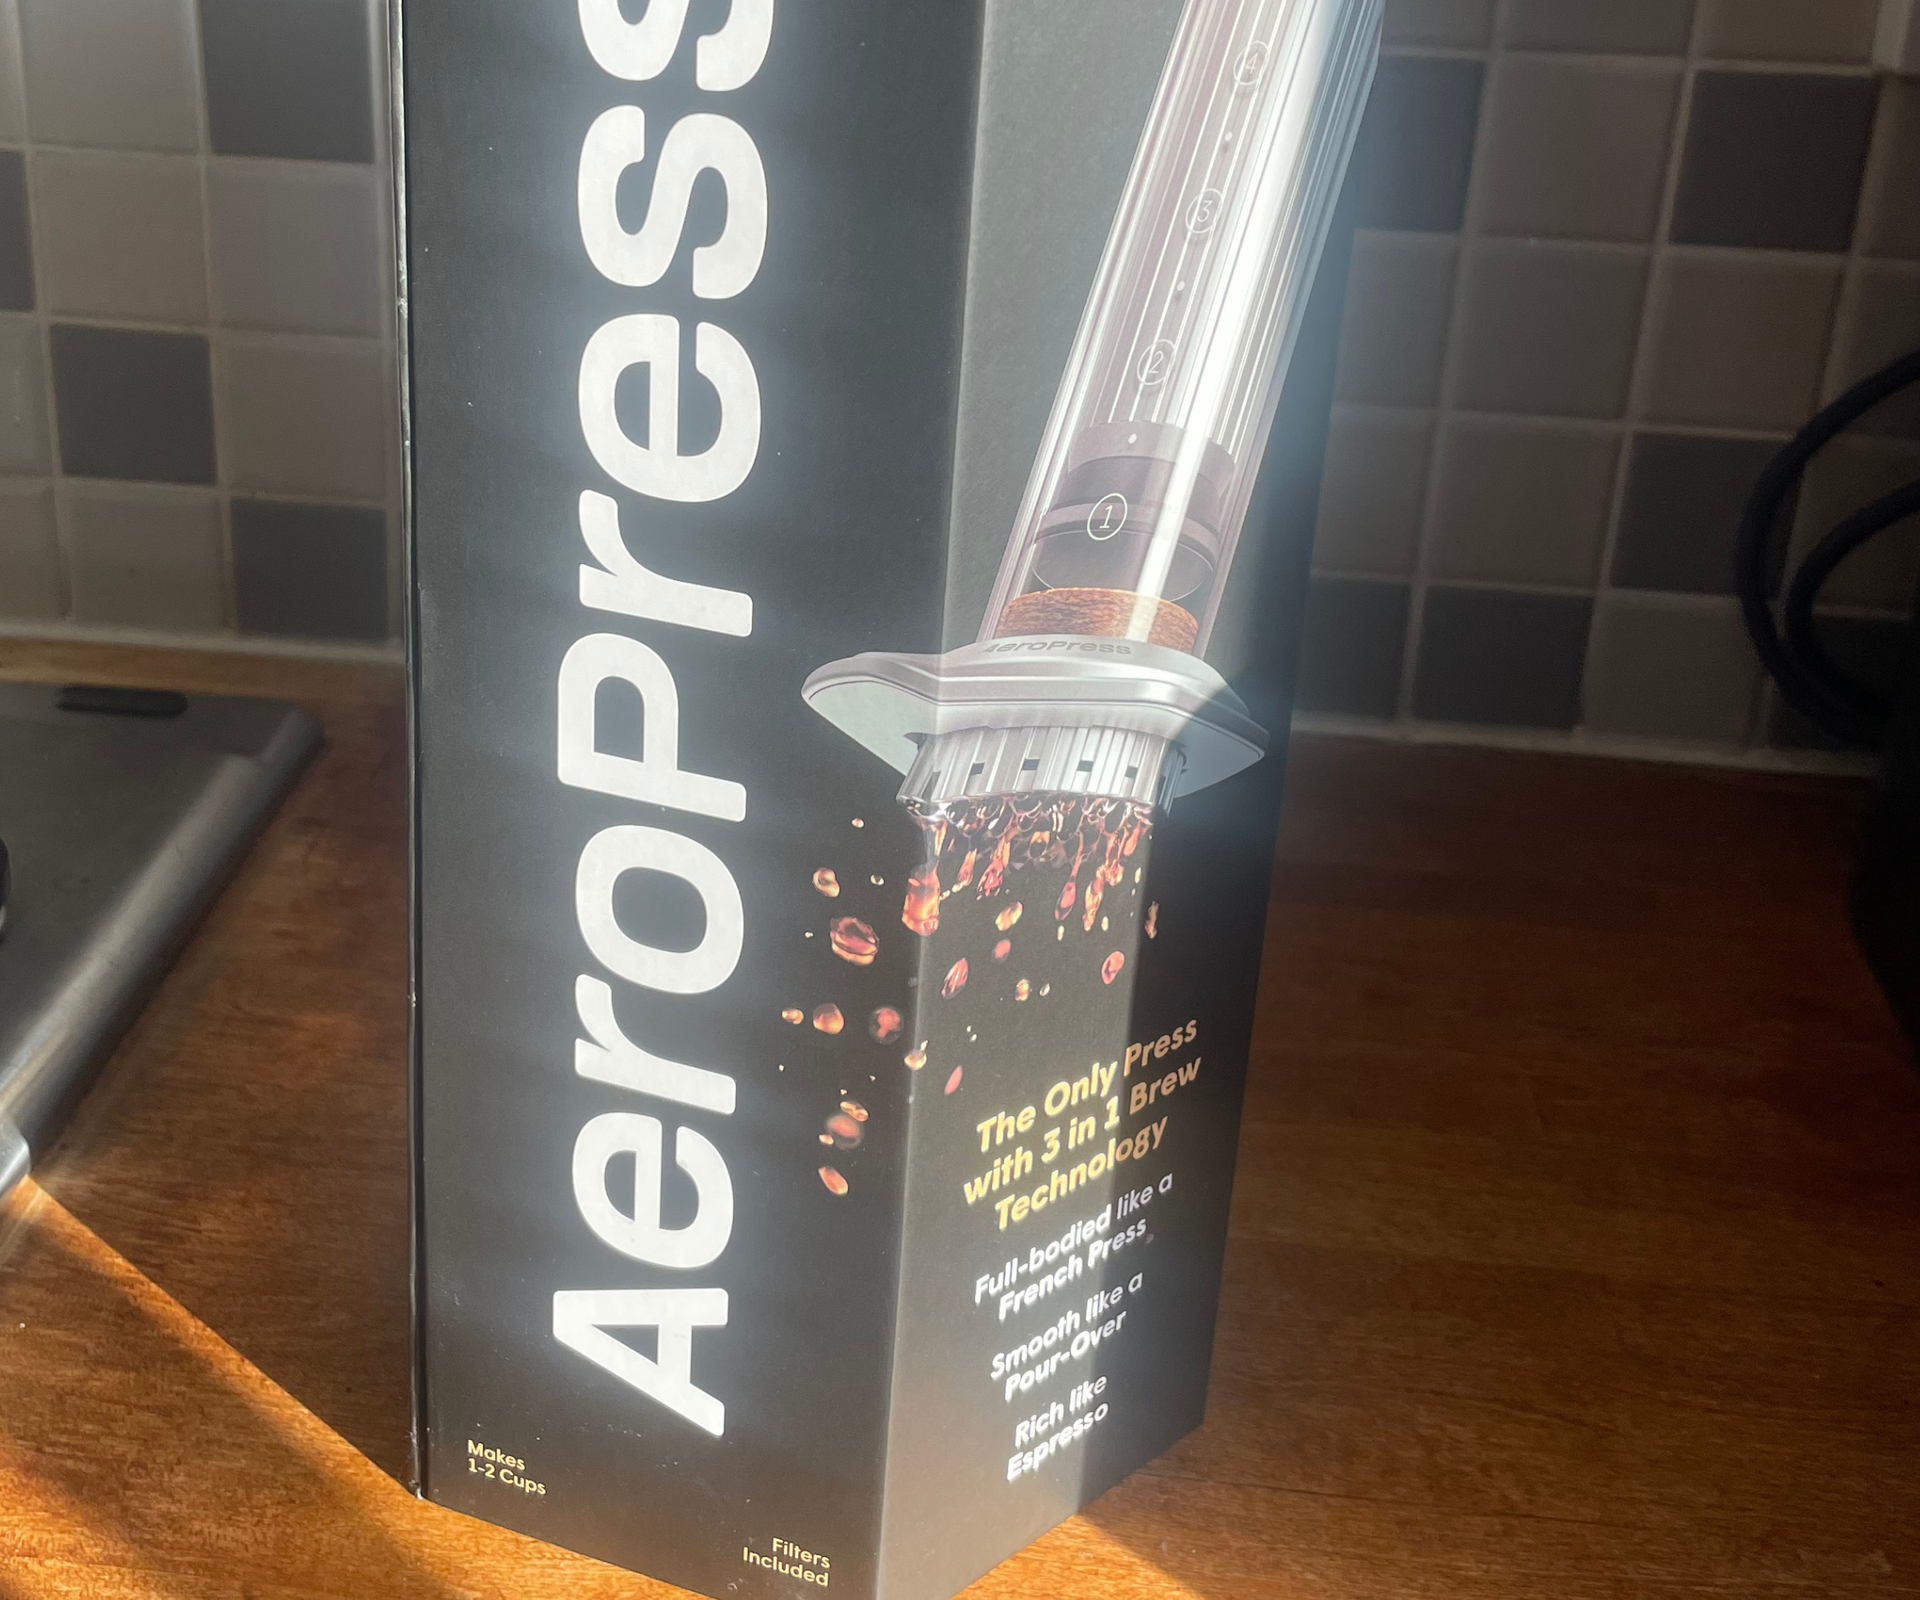 AeroPress
4
3
2
1
AeroPress
The Only Press
with 3 in 1 Brew
Technology
Full-bodied like a
French Press
Smooth like a
Pour-Over
Rich like
Espresso
Makes
1-2 Cups
Filters
Included